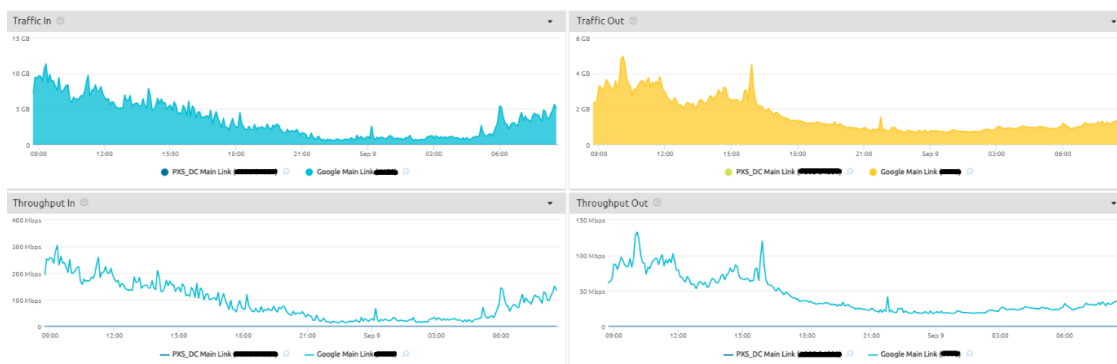 Traffic In
15 GB
10 GB
5 GB
0
09:00 12:00 15:00 18:00 21:00 Sep 9 03:00 06:00
PXS_DC Main Link ( Google Main Link
Traffic Out
6 GB
4 GB
2 GB
0
09:00 12:00 15:00 18:00 21:00 Sep 9 03:00 06:00
PXS_DC Main Link ( Google Main Link
Throughput In
400 Mbps
300 Mbps
200 Mbps
100 Mbps
0
09:00 12:00 15:00 18:00 21:00 Sep 9 03:00 06:00
PXS_DC Main Link Google Main Link
Throughput Out
150 Mbps
100 Mbps
50 Mbps
0
09:00 12:00 15:00 18:00 21:00 Sep 9 03:00 06:00
PXS_DC Main Link ( Google Main Link